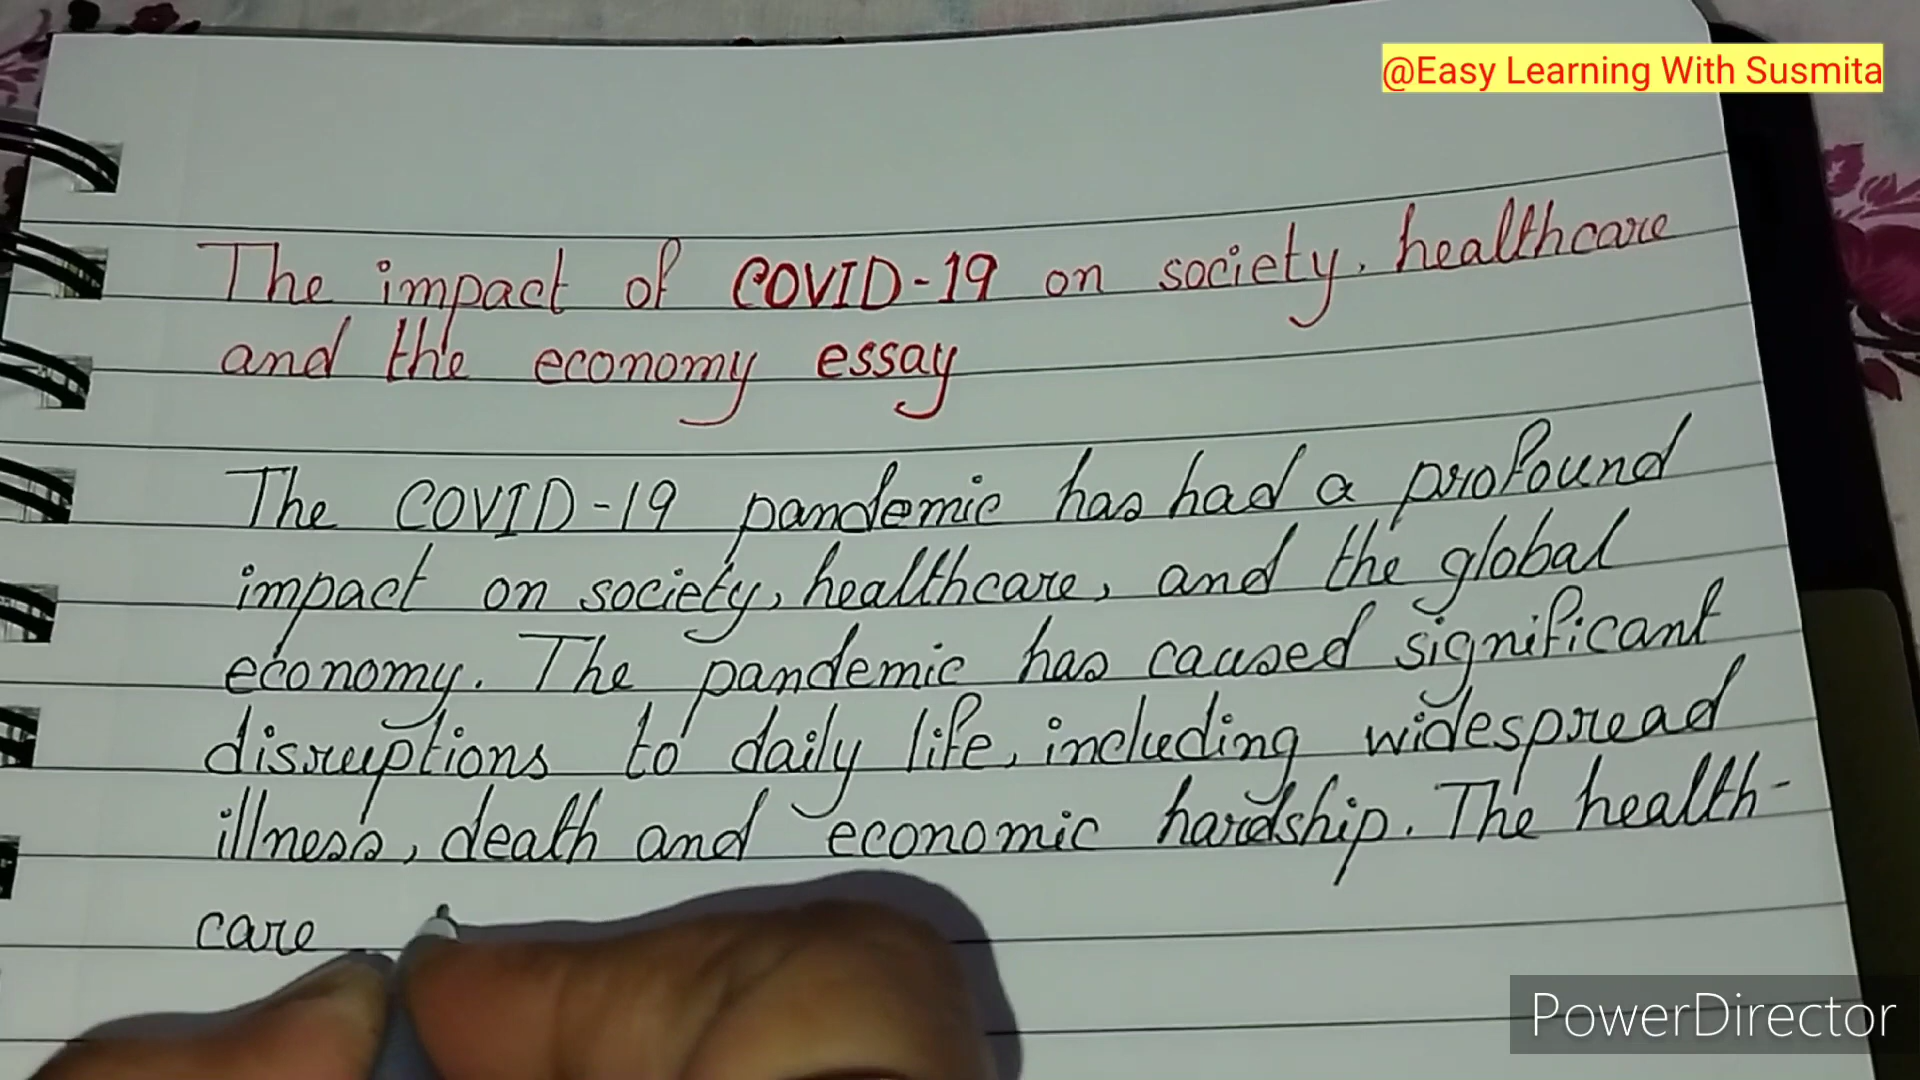 @Easy Learning With Susmita
The impact of COVID-19 on society, healthcare
and the economy essay
The COVID-19 pandemic has had a profound
impact on society, healthcare, and the global
economy. The pandemic has caused significant
disruptions to daily life, including widespread
illness, death and economic hardship. The health-
care
PowerDirector